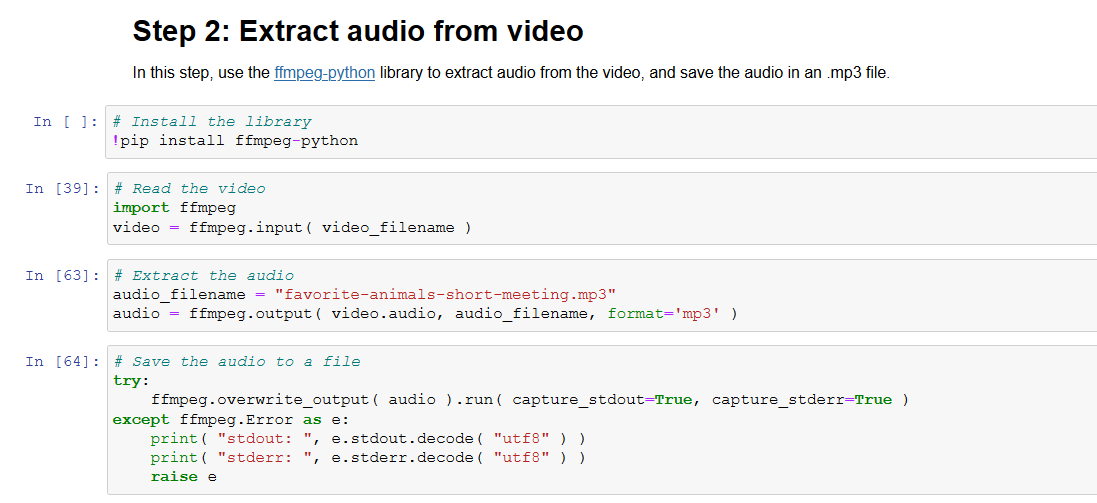 Step 2: Extract audio from video
In this step, use the ffmpeg-python library to extract audio from the video, and save the audio in an .mp3 file.
In [ ]: # Install the library
!pip install ffmpeg-python
In [39]: # Read the video
import ffmpeg
video = ffmpeg.input( video_filename )
In [63]: # Extract the audio
audio_filename = "favorite-animals-short-meeting.mp3"
audio = ffmpeg.output( video.audio, audio_filename, format='mp3' )
In [64]: # Save the audio to a file
try:
    ffmpeg.overwrite_output( audio ).run( capture_stdout=True, capture_stderr=True )
except ffmpeg.Error as e:
    print( "stdout: ", e.stdout.decode( "utf8" ) )
    print( "stderr: ", e.stderr.decode( "utf8" ) )
    raise e